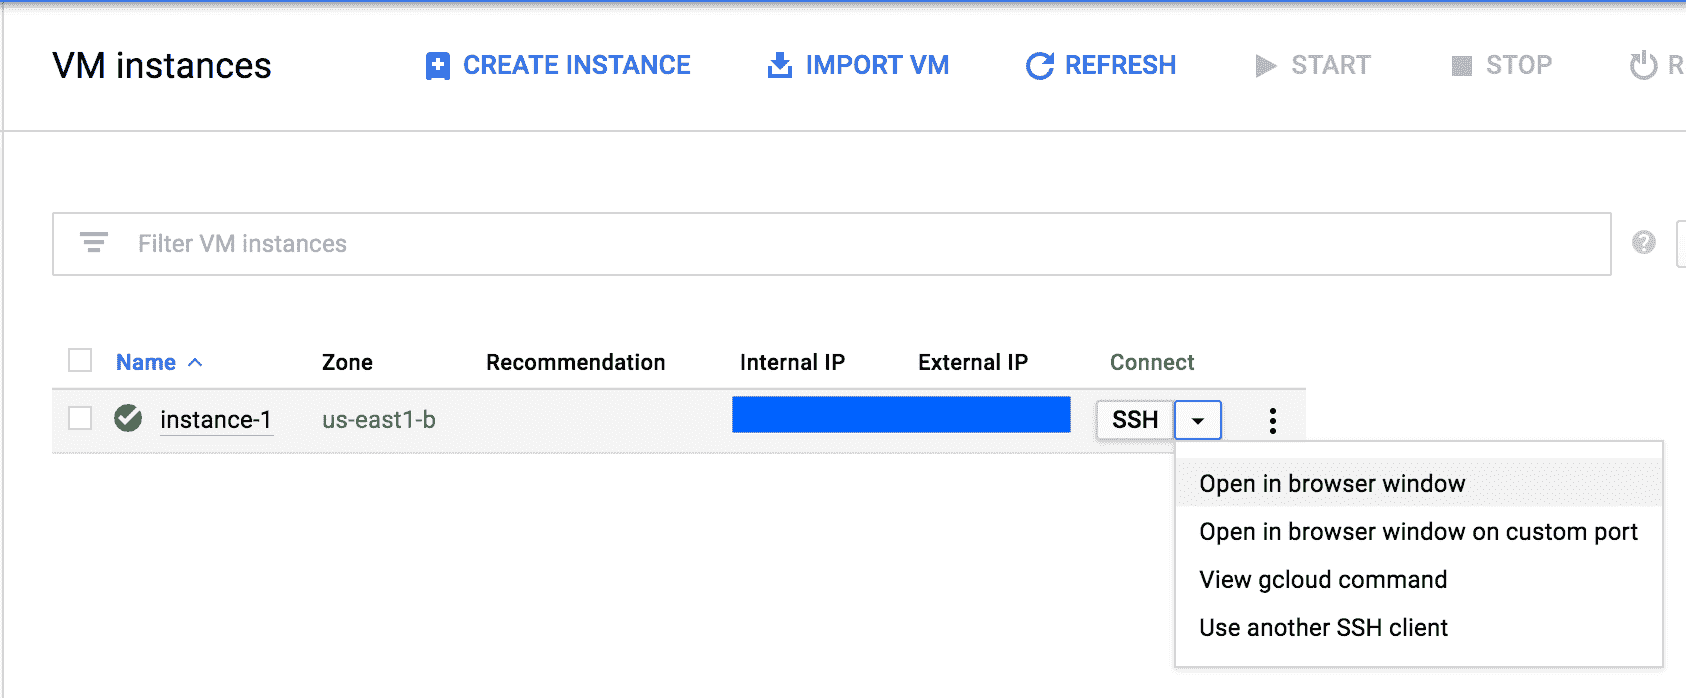 VM instances CREATE INSTANCE IMPORT VM REFRESH START STOP R
Filter VM instances
Name Zone Recommendation Internal IP External IP Connect
instance-1 us-east1-b SSH
Open in browser window
Open in browser window on custom port
View gcloud command
Use another SSH client